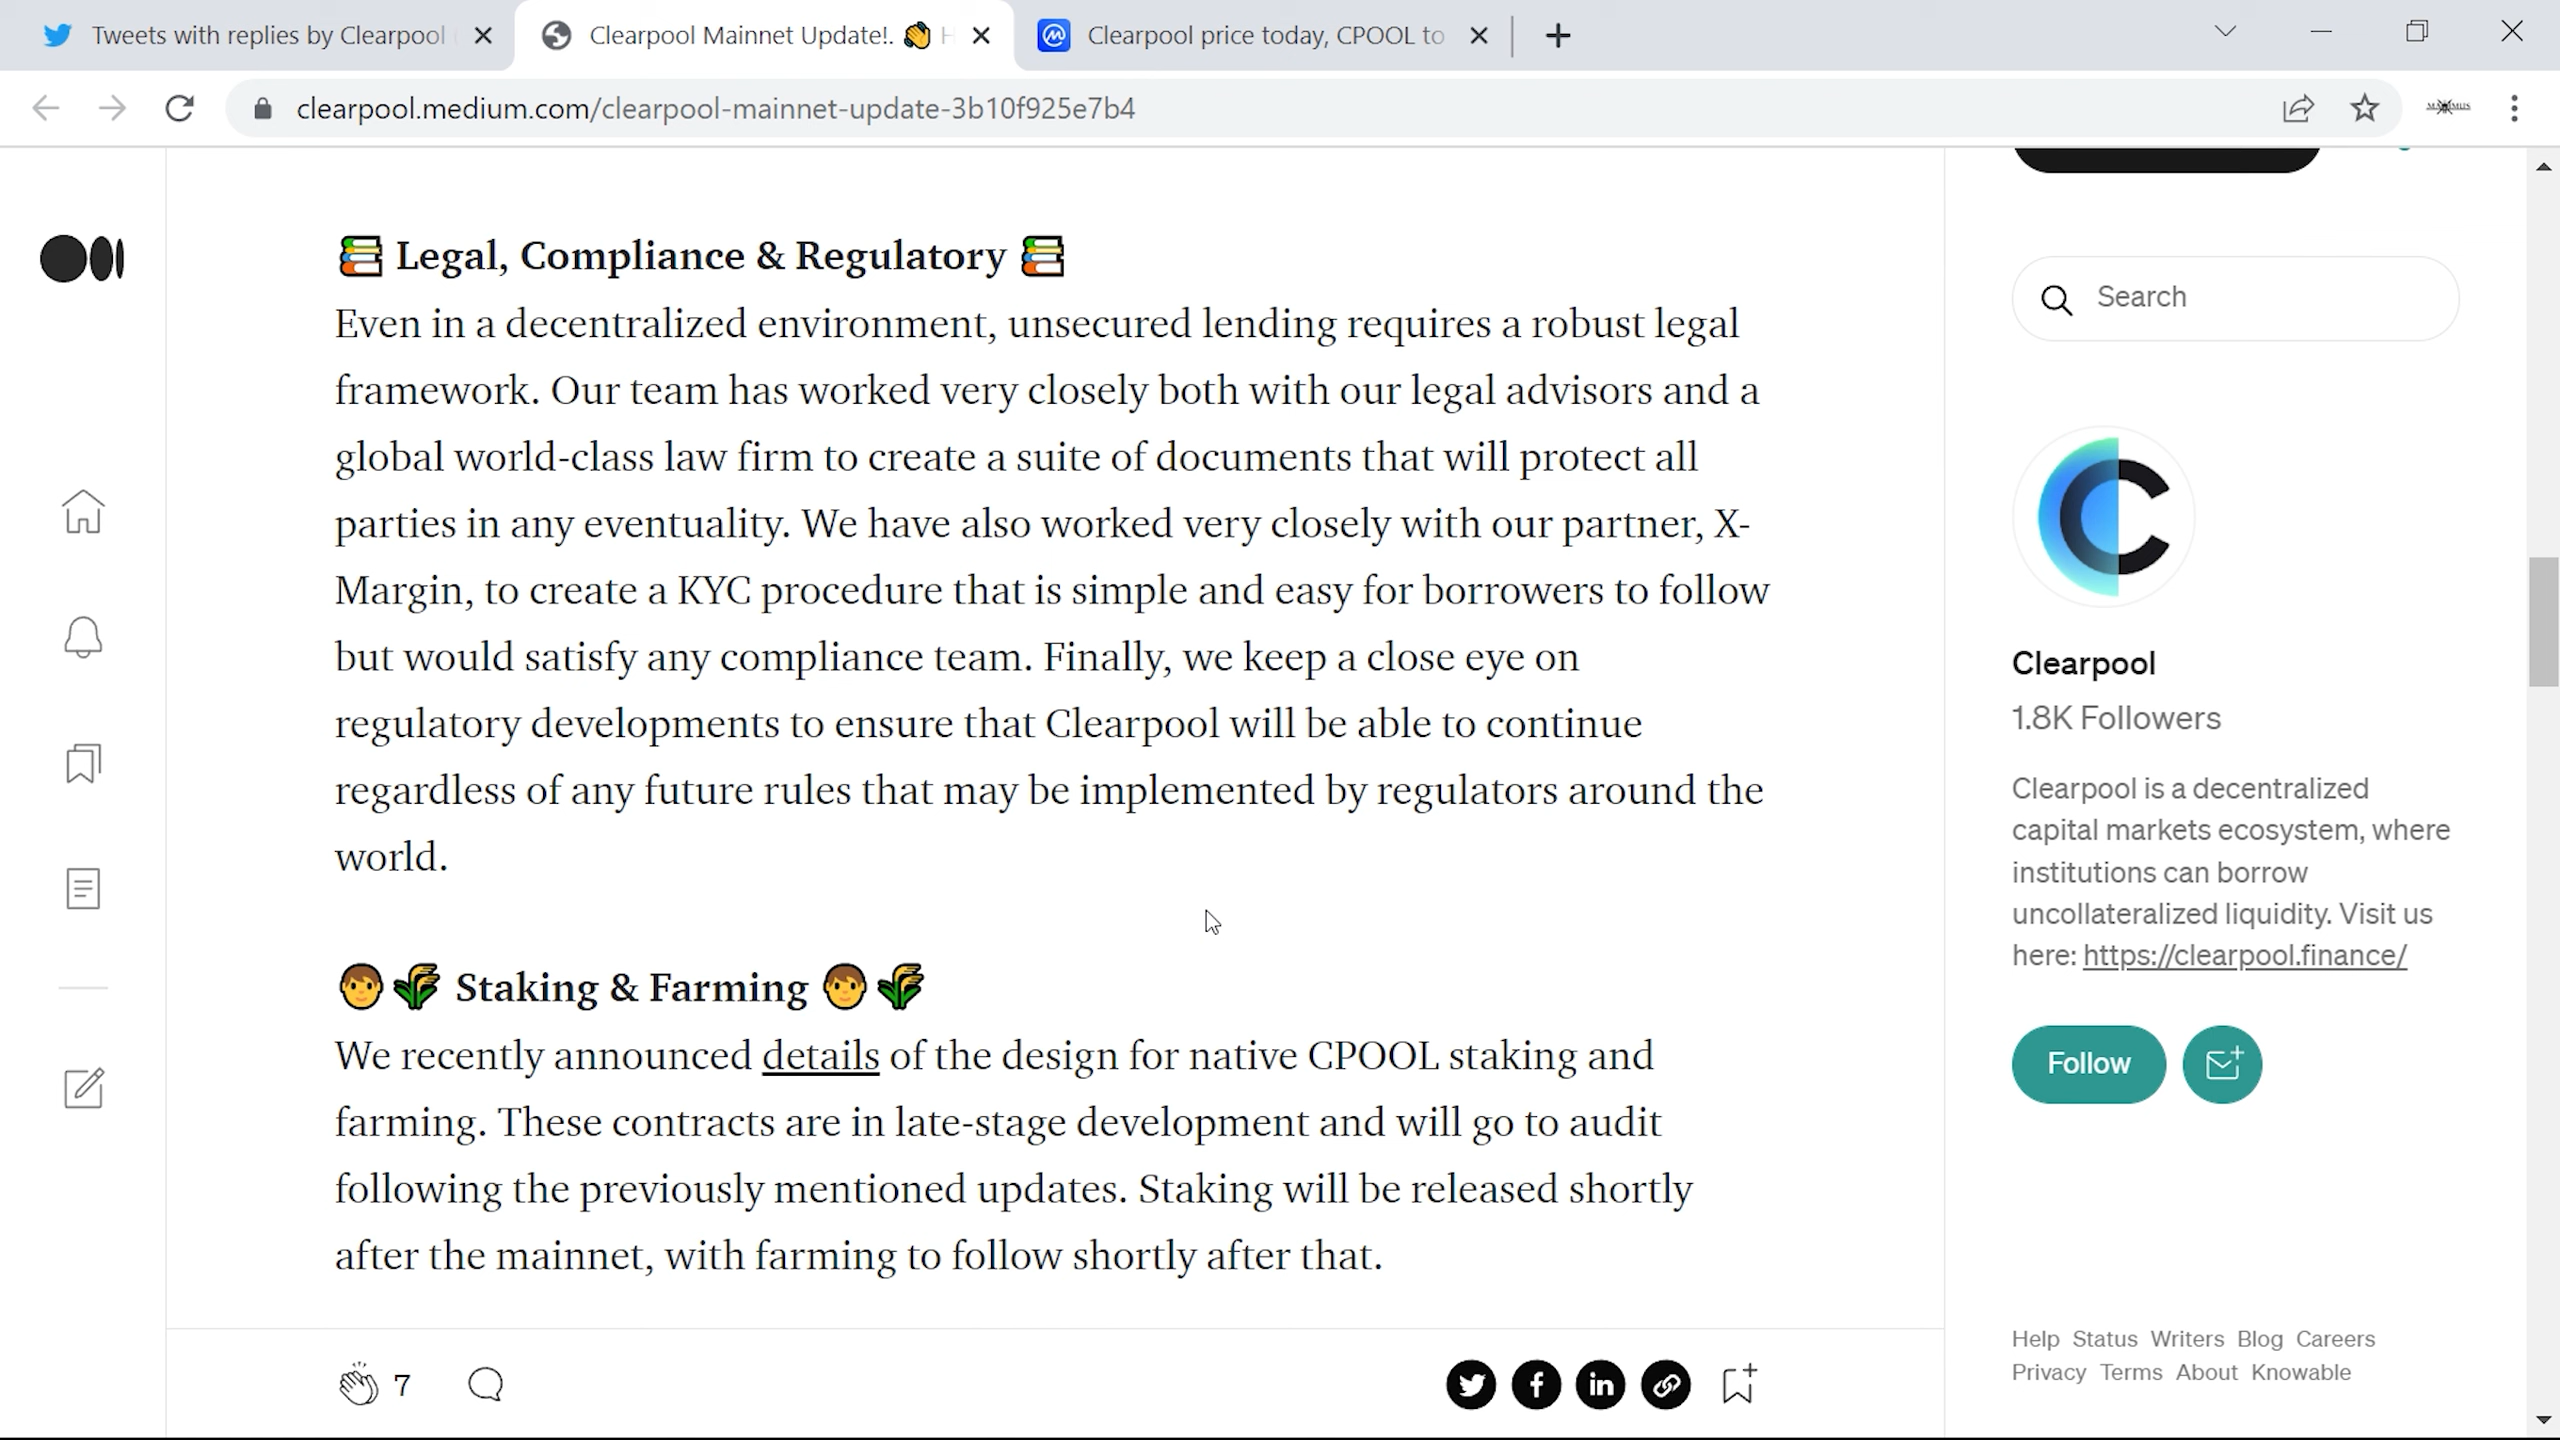 Tweets with replies by Clearpool
Clearpool Mainnet Update!. 👏 H
Clearpool price today, CPOOL to
clearpool.medium.com/clearpool-mainnet-update-3b10f925e7b4
📚 Legal, Compliance & Regulatory 📚
Even in a decentralized environment, unsecured lending requires a robust legal
framework. Our team has worked very closely both with our legal advisors and a
global world-class law firm to create a suite of documents that will protect all
parties in any eventuality. We have also worked very closely with our partner, X-
Margin, to create a KYC procedure that is simple and easy for borrowers to follow
but would satisfy any compliance team. Finally, we keep a close eye on
regulatory developments to ensure that Clearpool will be able to continue
regardless of any future rules that may be implemented by regulators around the
world.
🧑🌾 Staking & Farming 🧑🌾
We recently announced details of the design for native CPOOL staking and
farming. These contracts are in late-stage development and will go to audit
following the previously mentioned updates. Staking will be released shortly
after the mainnet, with farming to follow shortly after that.
7
Search
Clearpool
1.8K Followers
Clearpool is a decentralized
capital markets ecosystem, where
institutions can borrow
uncollateralized liquidity. Visit us
here: https://clearpool.finance/
Follow
Help Status Writers Blog Careers
Privacy Terms About Knowable